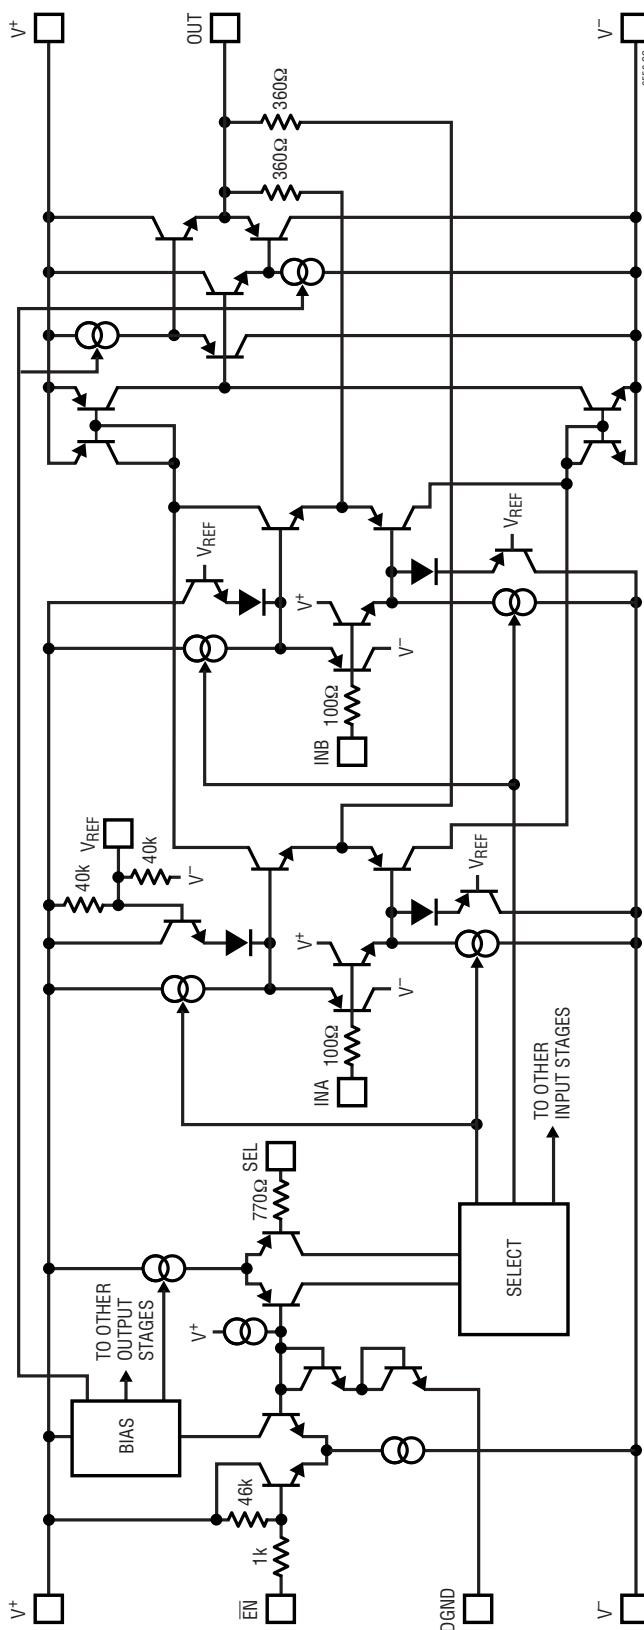 V+
OUT
V−
360Ω
360Ω
VREF
VREF
V+
V−
100Ω
INB
VREF
40k
40k
V−
VREF
V+
V−
100Ω
INA
TO OTHER
INPUT STAGES
SEL
770Ω
SELECT
TO OTHER
OUTPUT
STAGES
V+
BIAS
46k
1k
V+
EN
DGND
V−